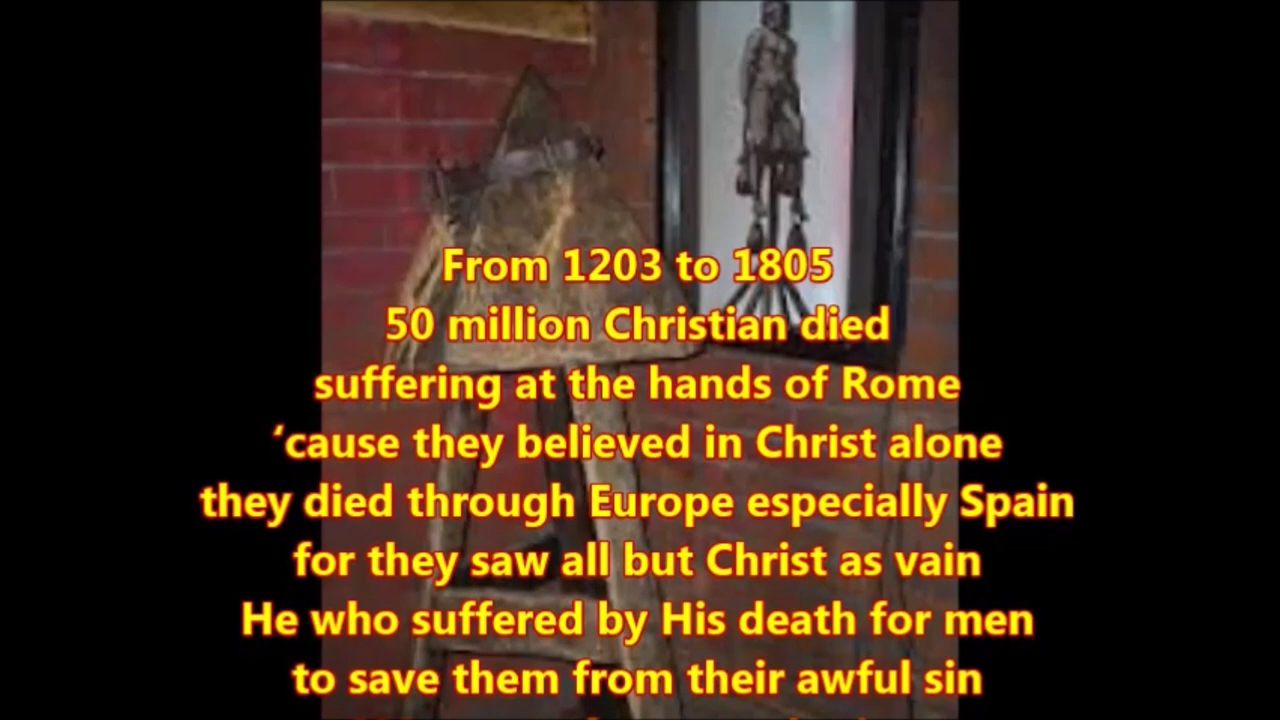 From 1203 to 1805
50 million Christian died
suffering at the hands of Rome
‘cause they believed in Christ alone
they died through Europe especially Spain
for they saw all but Christ as vain
He who suffered by His death for men
to save them from their awful sin